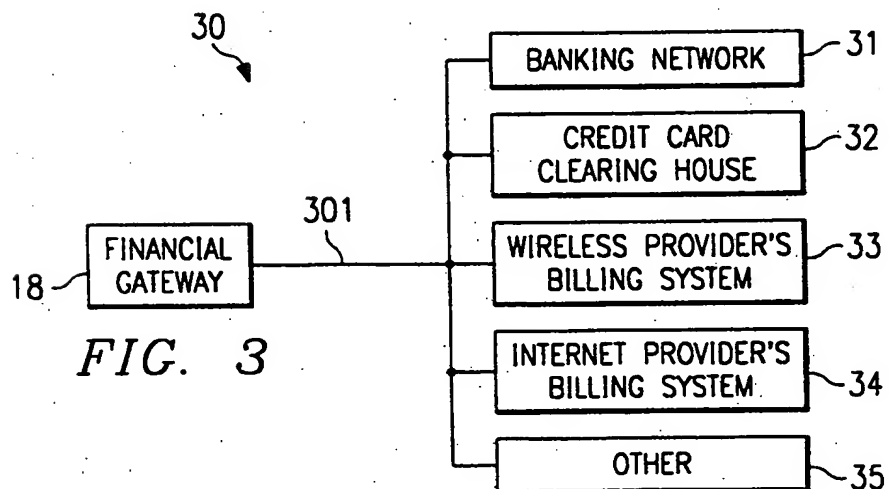 30
BANKING NETWORK
31
CREDIT CARD
CLEARING HOUSE
32
301
FINANCIAL
GATEWAY
18
WIRELESS PROVIDER'S
BILLING SYSTEM
33
FIG. 3
INTERNET PROVIDER'S
BILLING SYSTEM
34
OTHER
35